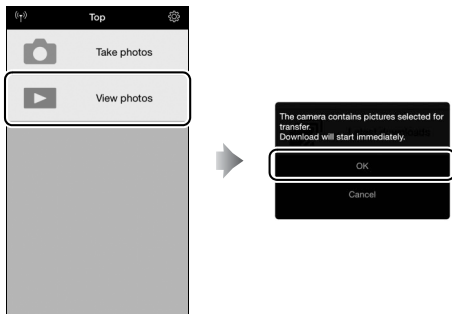 Top
Take photos
View photos
The camera contains pictures selected for
transfer.
Download will start immediately.
OK
Cancel